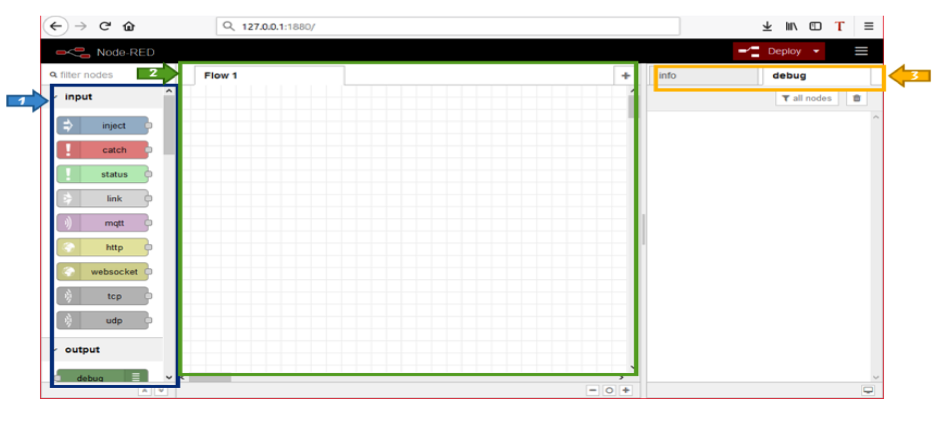 127.0.0.1:1880/
T
Node-RED
Deploy
filter nodes
2
Flow 1
+
info
debug
3
1
input
all nodes
inject
catch
status
link
mqtt
http
websocket
tcp
udp
output
debug